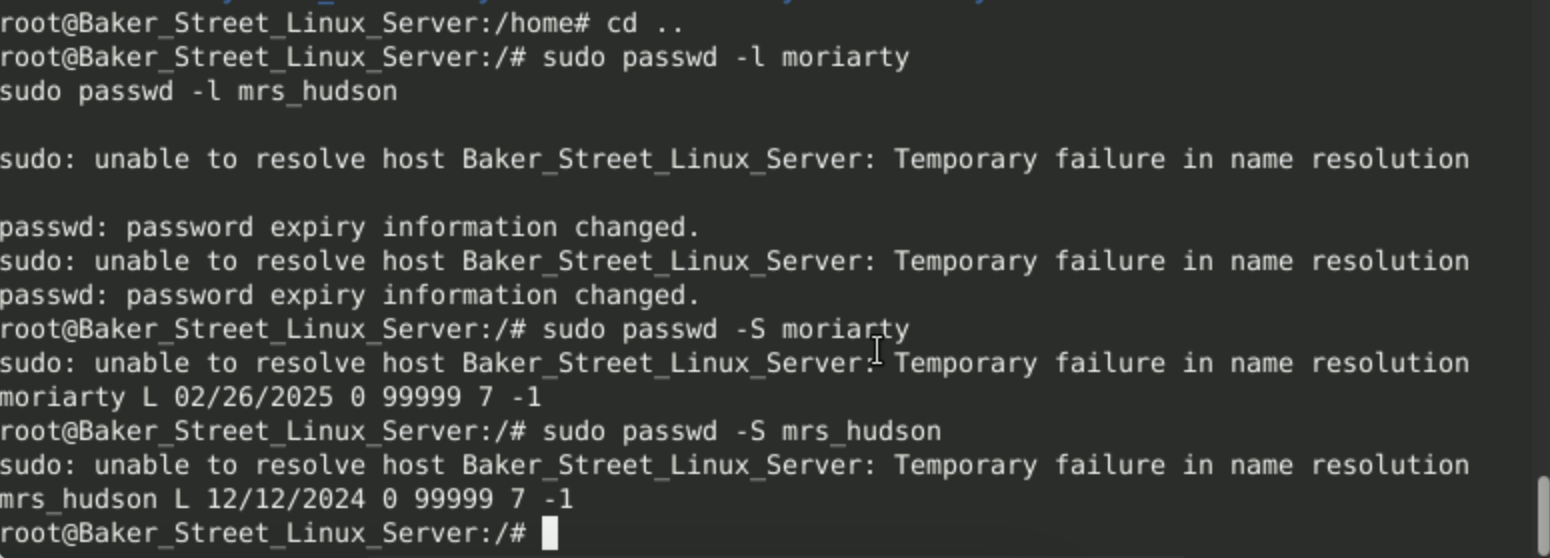 root@Baker_Street_Linux_Server:/home# cd ..
root@Baker_Street_Linux_Server:/# sudo passwd -l moriarty
sudo passwd -l mrs_hudson
sudo: unable to resolve host Baker_Street_Linux_Server: Temporary failure in name resolution
passwd: password expiry information changed.
sudo: unable to resolve host Baker_Street_Linux_Server: Temporary failure in name resolution
passwd: password expiry information changed.
root@Baker_Street_Linux_Server:/# sudo passwd -S moriarty
sudo: unable to resolve host Baker_Street_Linux_Server: Temporary failure in name resolution
moriarty L 02/26/2025 0 99999 7 -1
root@Baker_Street_Linux_Server:/# sudo passwd -S mrs_hudson
sudo: unable to resolve host Baker_Street_Linux_Server: Temporary failure in name resolution
mrs_hudson L 12/12/2024 0 99999 7 -1
root@Baker_Street_Linux_Server:/#